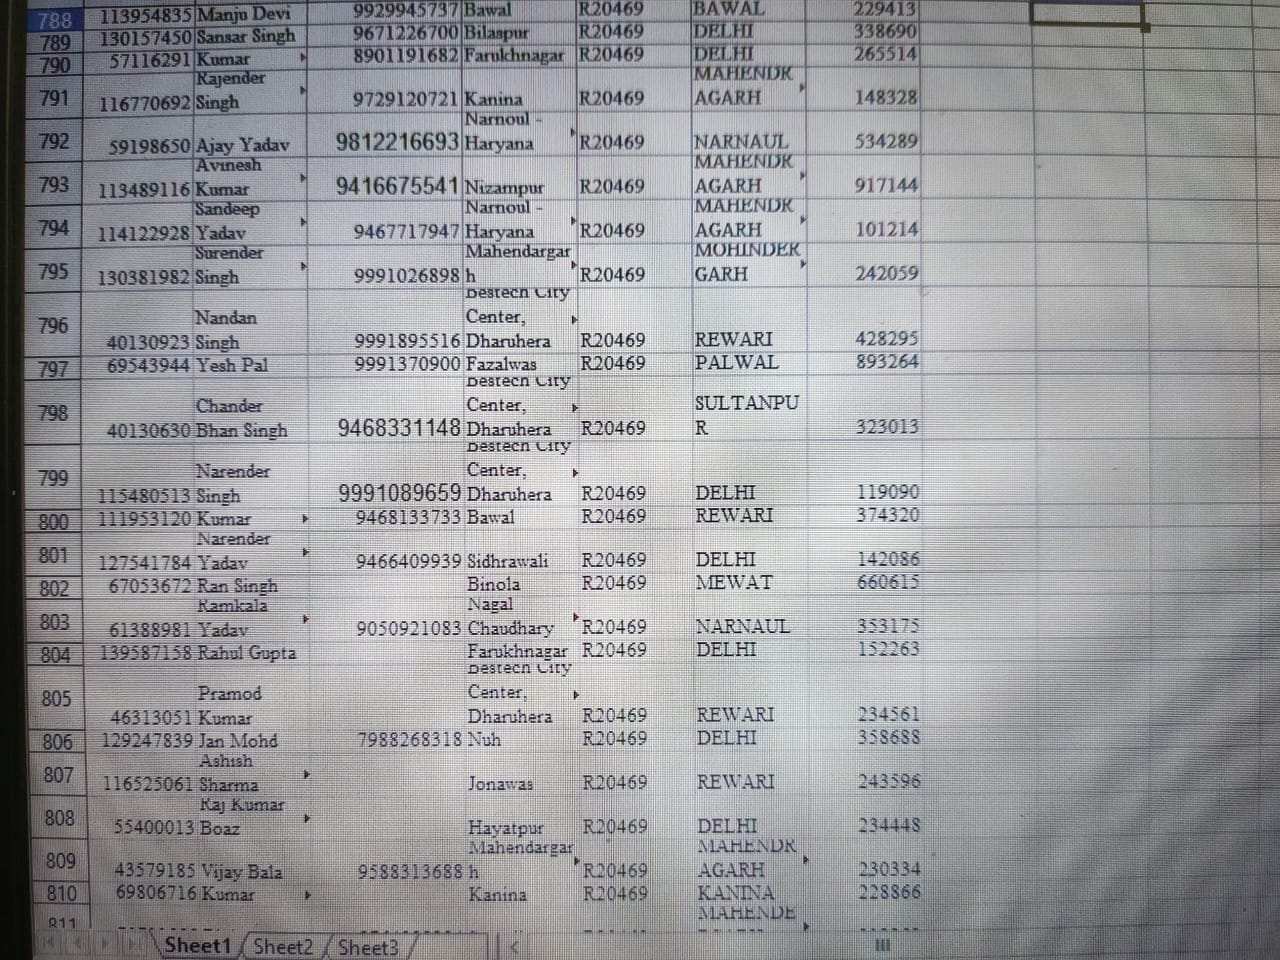 788 113954835 Manju Devi 9929945737 Bawal R20469 BAWAL 229413
789 130157450 Sansar Singh 9671226700 Bilaspur R20469 DELHI 338690
790 57116291 Kumar 8901191682 Farukhnagar R20469 DELHI 265514
Rajender MAHENDR
791 116770692 Singh 9729120721 Kanina R20469 AGARH 148328
Narnoul -
792 59198650 Ajay Yadav 9812216693 Haryana R20469 NARNAUL 534289
Avinesh MAHENDR
793 113489116 Kumar 9416675541 Nizampur R20469 AGARH 917144
Sandeep Narnoul - MAHENDR
794 114122928 Yadav 9467717947 Haryana R20469 AGARH 101214
Surender Mahendargar MOHINDER
795 130381982 Singh 9991026898 h R20469 GARH 242059
Bestech City
Nandan Center,
796 40130923 Singh 9991895516 Dharuhera R20469 REWARI 428295
797 69543944 Yesh Pal 9991370900 Fazalwas R20469 PALWAL 893264
Bestech City
Chander Center, SULTANPU
798 40130630 Bhan Singh 9468331148 Dharuhera R20469 R 323013
Bestech City
Narender Center,
799 115480513 Singh 9991089659 Dharuhera R20469 DELHI 119090
800 111953120 Kumar 9468133733 Bawal R20469 REWARI 374320
Narender
801 127541784 Yadav 9466409939 Sidhrawali R20469 DELHI 142086
802 67053672 Ran Singh Binola R20469 MEWAT 660615
Ramkala Nagal
803 61388981 Yadav 9050921083 Chaudhary R20469 NARNAUL 353175
804 139587158 Rahul Gupta Farukhnagar R20469 DELHI 152263
Bestech City
Pramod Center,
805 46313051 Kumar Dharuhera R20469 REWARI 234561
806 129247839 Jan Mohd 7988268318 Nuh R20469 DELHI 358688
Ashish
807 116525061 Sharma Jonawas R20469 REWARI 243596
Raj Kumar
808 55400013 Boaz Hayatpur R20469 DELHI 234448
Mahendargar MAHENDR
809 43579185 Vijay Bala 9588313688 h R20469 AGARH 230334
810 69806716 Kumar Kanina R20469 KANINA 228866
811 MAHENDE
Sheet1 Sheet2 Sheet3